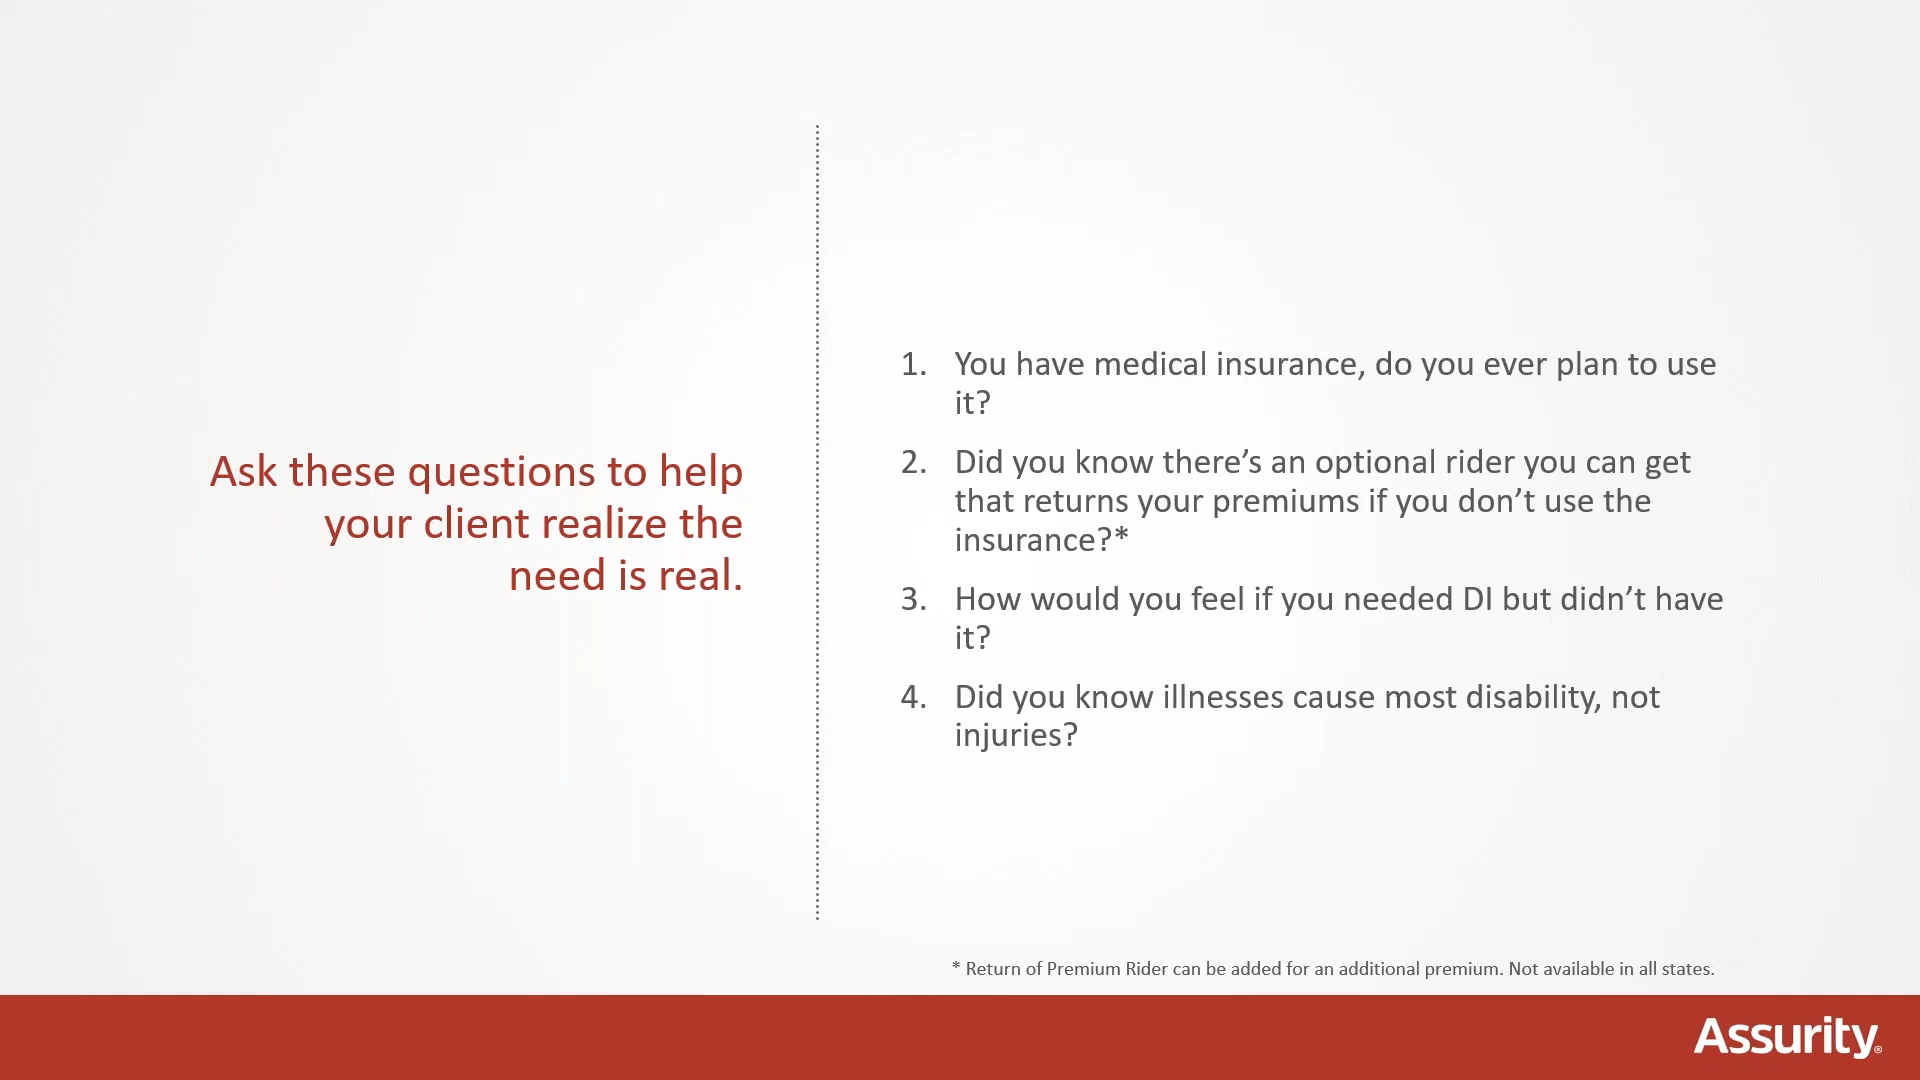 Ask these questions to help
your client realize the
need is real.
1. You have medical insurance, do you ever plan to use
it?
2. Did you know there’s an optional rider you can get
that returns your premiums if you don’t use the
insurance?*
3. How would you feel if you needed DI but didn’t have
it?
4. Did you know illnesses cause most disability, not
injuries?
* Return of Premium Rider can be added for an additional premium. Not available in all states.
Assurity®